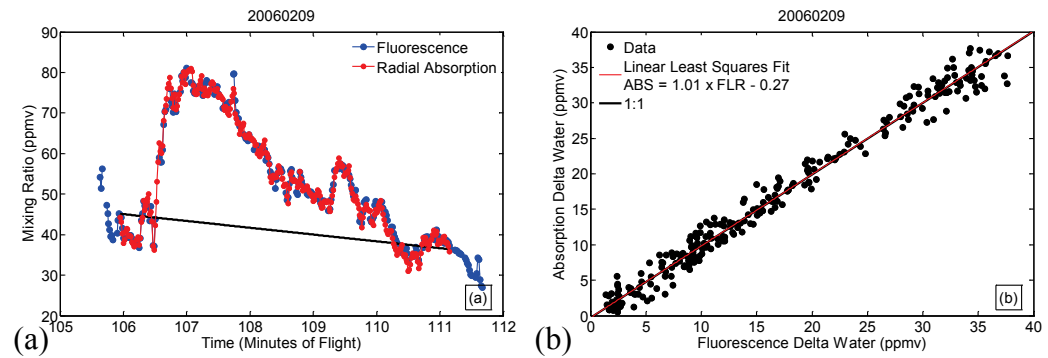 20060209
Mixing Ratio (ppmv)
90
80
70
60
50
40
30
20
Fluorescence
Radial Absorption
(a)
105
106
107
108
109
110
111
112
Time (Minutes of Flight)
(a)
20060209
Absorption Delta Water (ppmv)
40
35
30
25
20
15
10
5
0
Data
Linear Least Squares Fit
ABS = 1.01 x FLR - 0.27
1:1
(b)
0
5
10
15
20
25
30
35
40
Fluorescence Delta Water (ppmv)
(b)